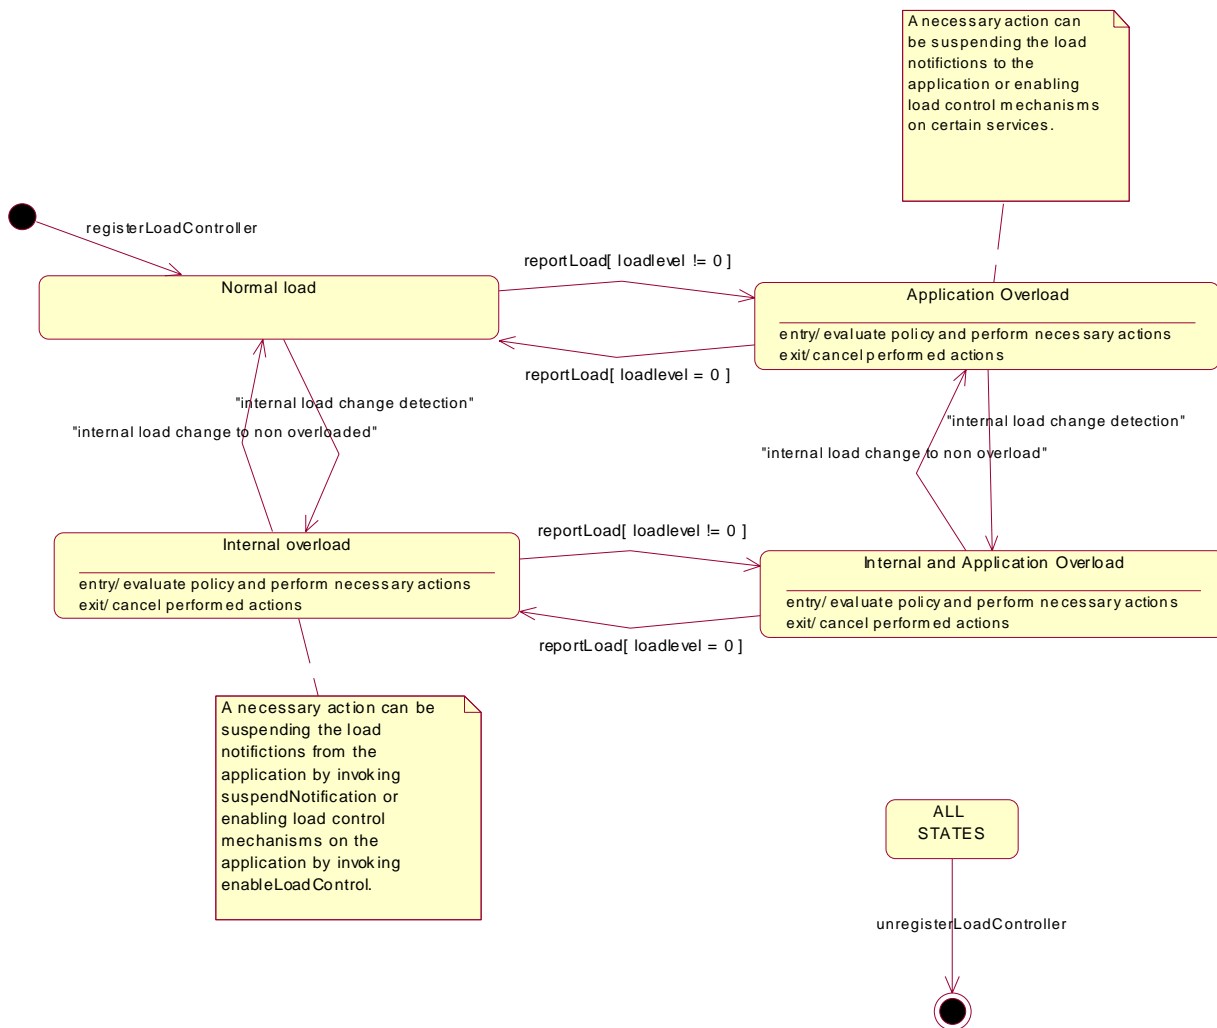 A necessary action can
be suspending the load
notifictions to the
application or enabling
load control mechanisms
on certain services.
registerLoadController
reportLoad[ loadlevel != 0 ]
Normal load
Application Overload
entry/ evaluate policy and perform necessary actions
exit/ cancel performed actions
reportLoad[ loadlevel = 0 ]
"internal load change detection"
"internal load change to non overloaded"
"internal load change detection"
"internal load change to non overload"
reportLoad[ loadlevel != 0 ]
Internal overload
entry/ evaluate policy and perform necessary actions
exit/ cancel performed actions
Internal and Application Overload
entry/ evaluate policy and perform necessary actions
exit/ cancel performed actions
reportLoad[ loadlevel = 0 ]
A necessary action can be
suspending the load
notifictions from the
application by invoking
suspendNotification or
enabling load control
mechanisms on the
application by invoking
enableLoadControl.
ALL
STATES
unregisterLoadController